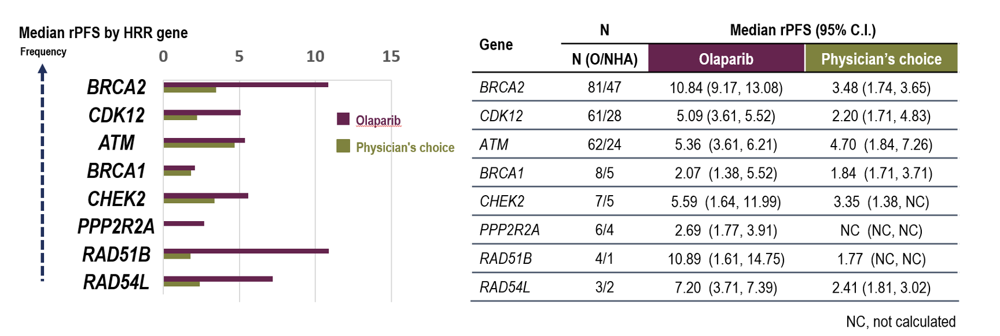 Median rPFS by HRR gene
Frequency
0 5 10 15
BRCA2
CDK12
ATM
BRCA1
CHEK2
PPP2R2A
RAD51B
RAD54L
Olaparib
Physician's choice
N Median rPFS (95% C.I.)
Gene
N (O/NHA) Olaparib Physician’s choice
BRCA2 81/47 10.84 (9.17, 13.08) 3.48 (1.74, 3.65)
CDK12 61/28 5.09 (3.61, 5.52) 2.20 (1.71, 4.83)
ATM 62/24 5.36 (3.61, 6.21) 4.70 (1.84, 7.26)
BRCA1 8/5 2.07 (1.38, 5.52) 1.84 (1.71, 3.71)
CHEK2 7/5 5.59 (1.64, 11.99) 3.35 (1.38, NC)
PPP2R2A 6/4 2.69 (1.77, 3.91) NC (NC, NC)
RAD51B 4/1 10.89 (1.61, 14.75) 1.77 (NC, NC)
RAD54L 3/2 7.20 (3.71, 7.39) 2.41 (1.81, 3.02)
NC, not calculated